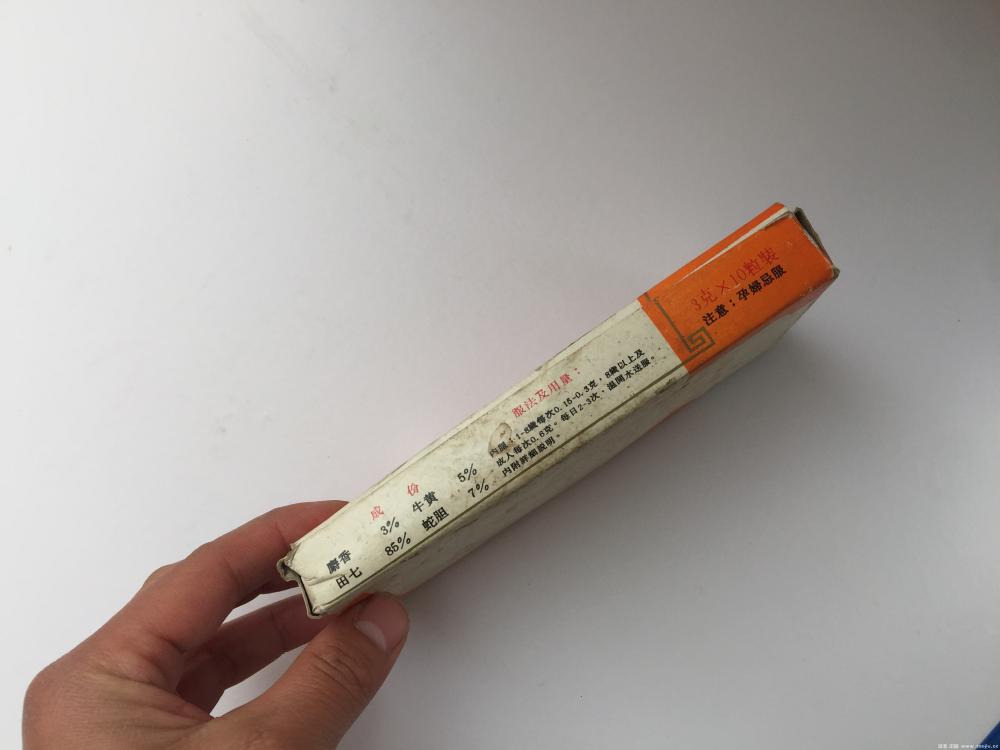 3克×10粒裝
注意：孕婦忌服
服法及用量：
内服：1-8歲每次0.15-0.3克，8歲以上及
成人每次0.6克。每日2-3次，溫開水送服。
内附詳細說明。
成 份
麝香 3% 牛黄 5%
田七 85% 蛇胆 7%